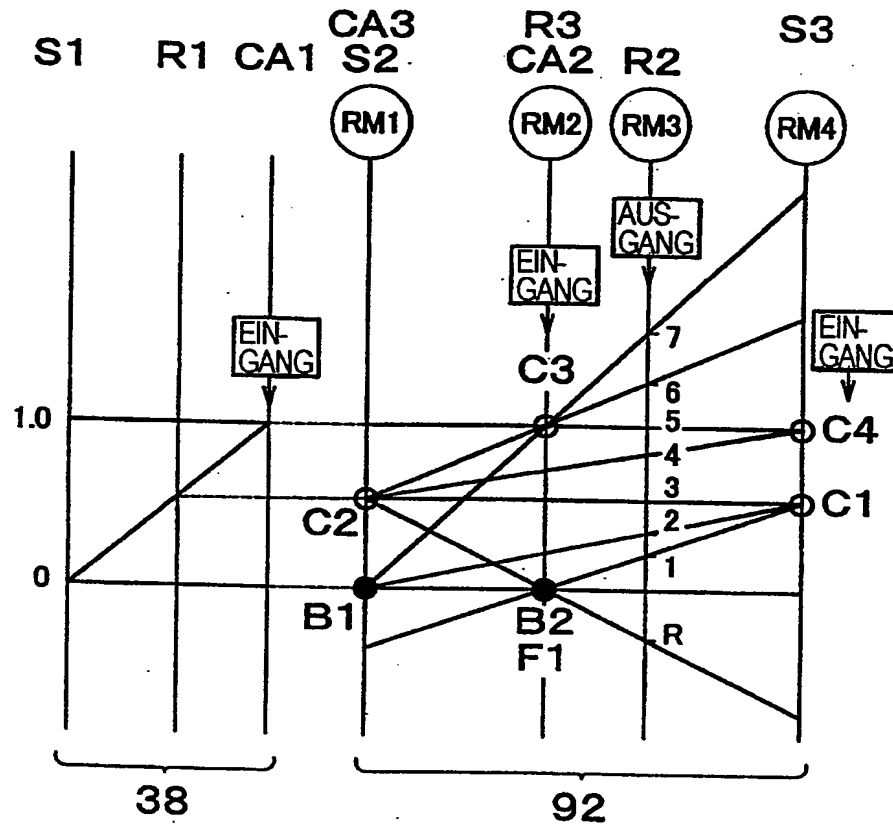 CA3 R3 S3
S1 R1 CA1 S2 CA2 R2
RM1 RM2 RM3 RM4
AUS-
GANG
EIN-
GANG
EIN-
GANG
EIN-
GANG
7
C3
6
1.0
5
C4
4
3
C2
C1
2
0
1
B1
B2
R
F1
38
92